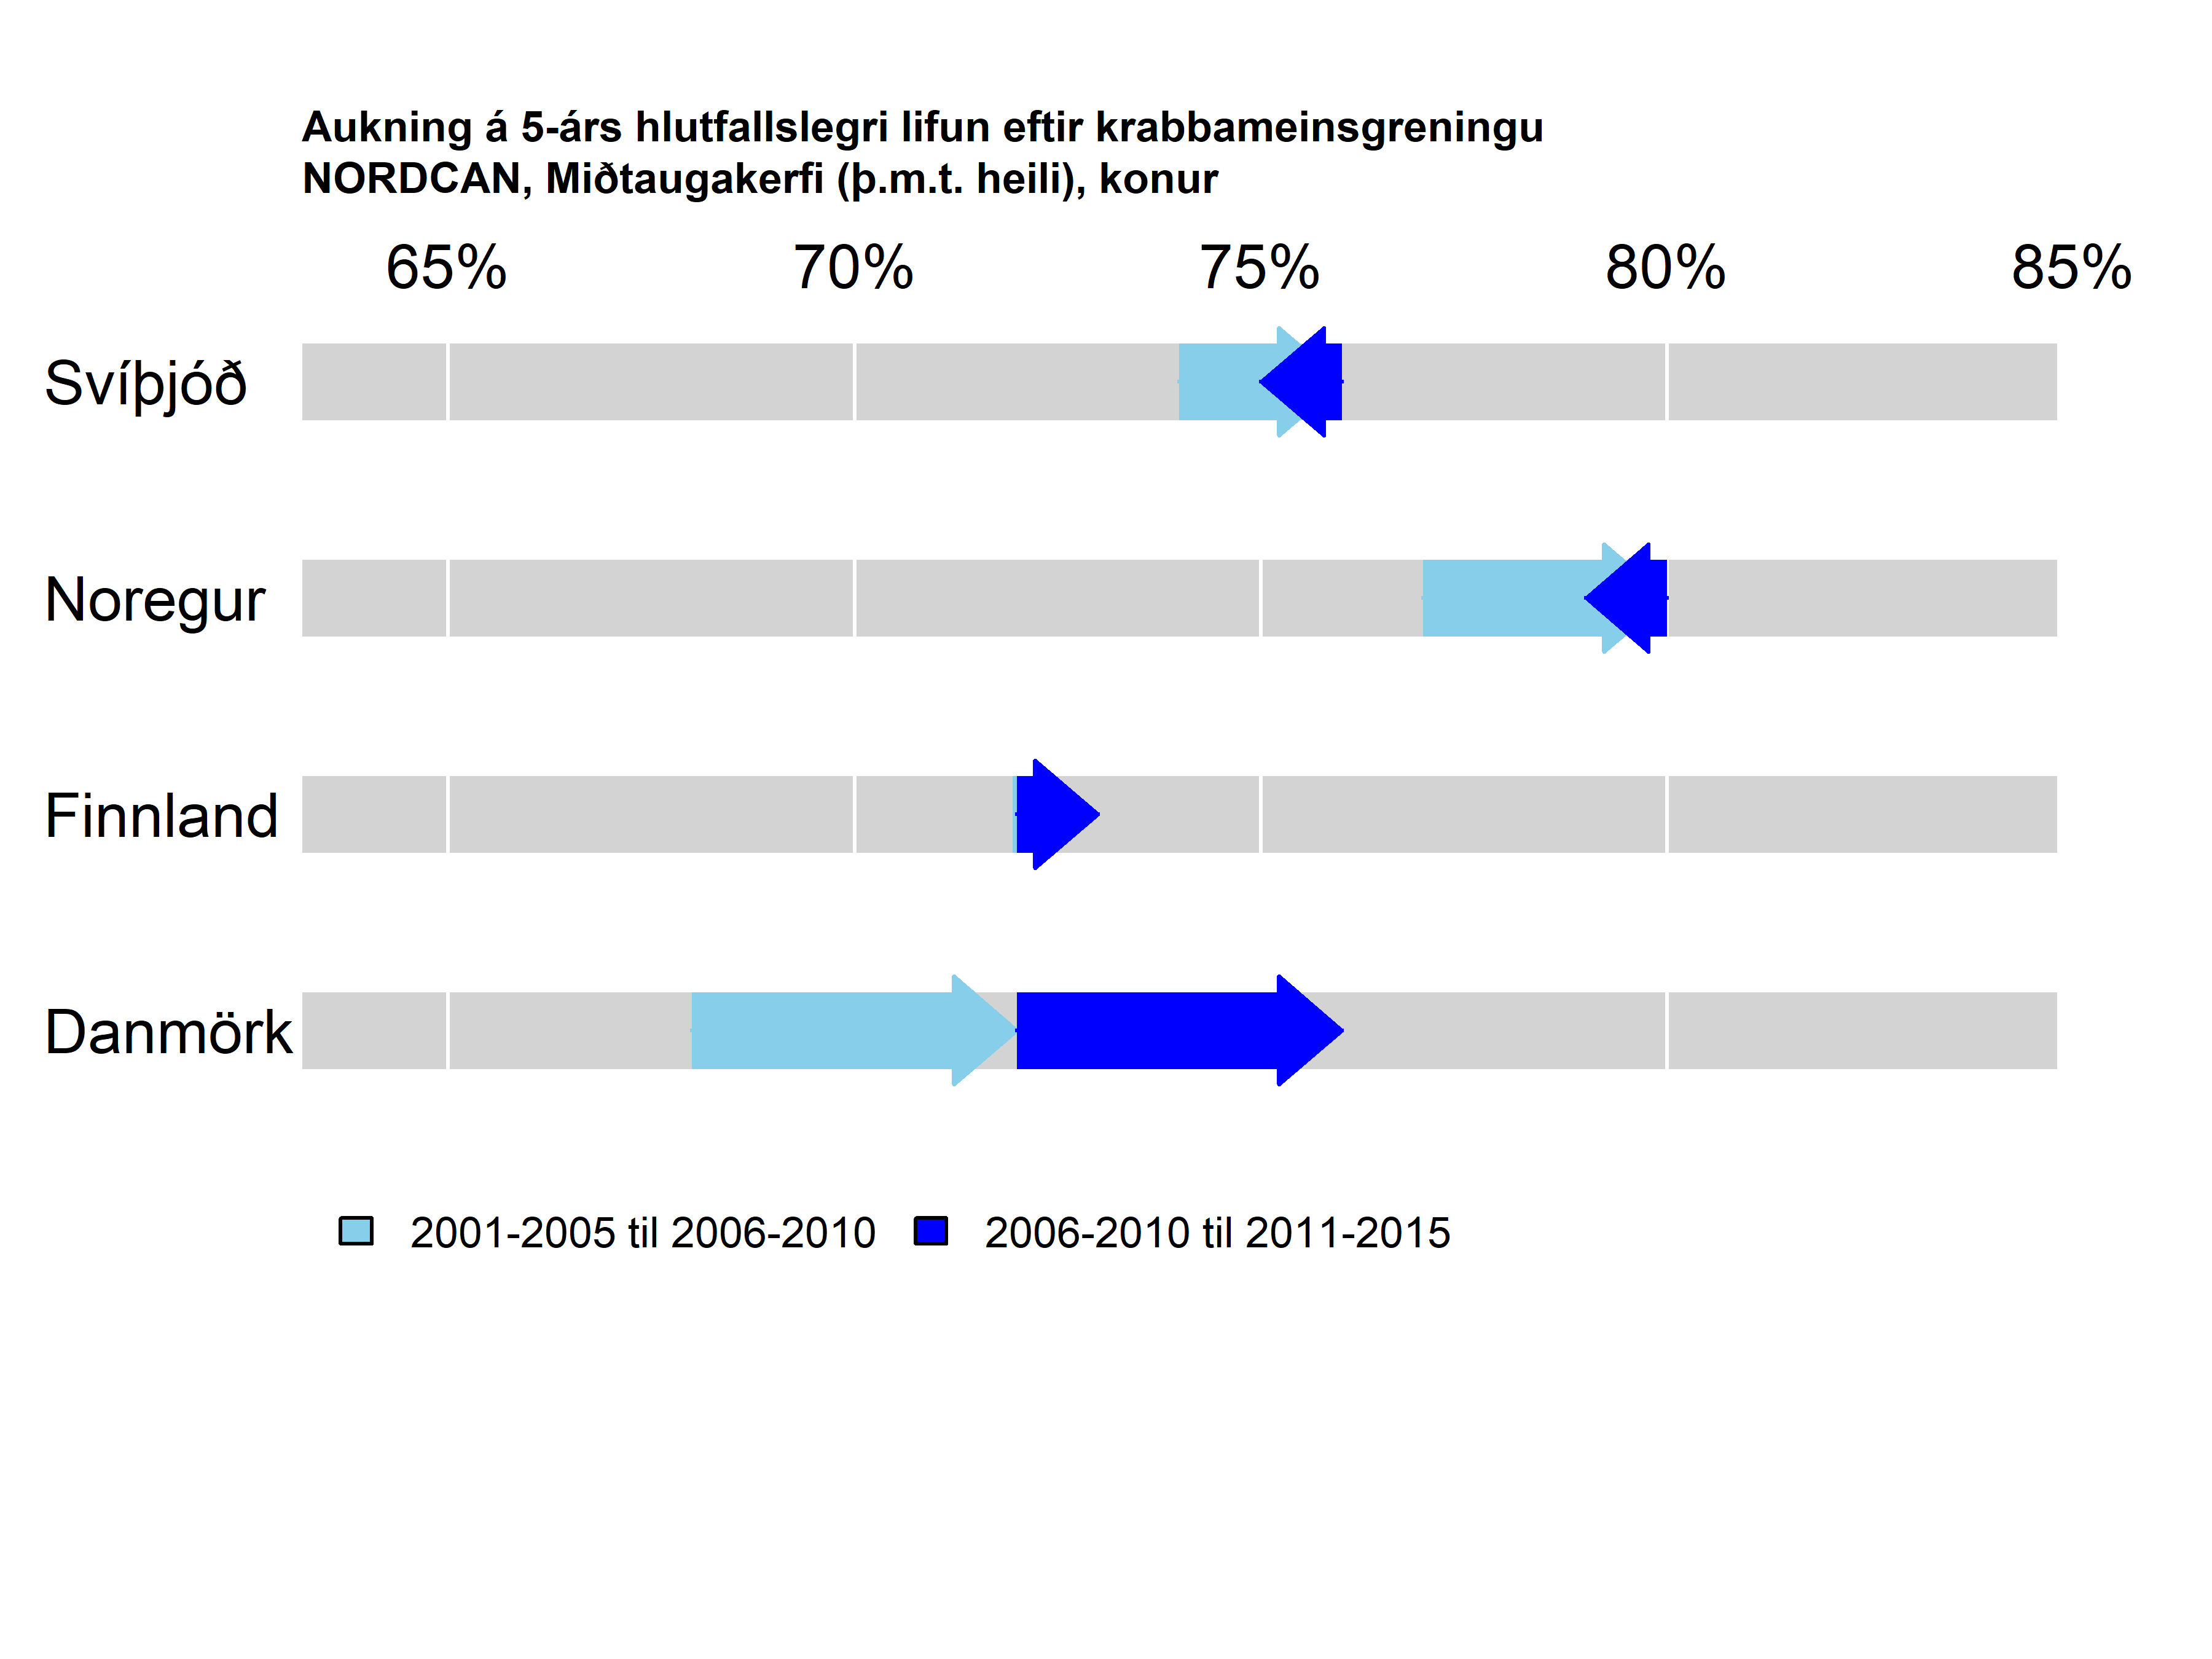 Aukning á 5-árs hlutfallslegri lifun eftir krabbameinsgreningu
NORDCAN, Miðtaugakerfi (þ.m.t. heili), konur
65% 70% 75% 80% 85%
Svíþjóð
Noregur
Finnland
Danmörk
2001-2005 til 2006-2010 2006-2010 til 2011-2015